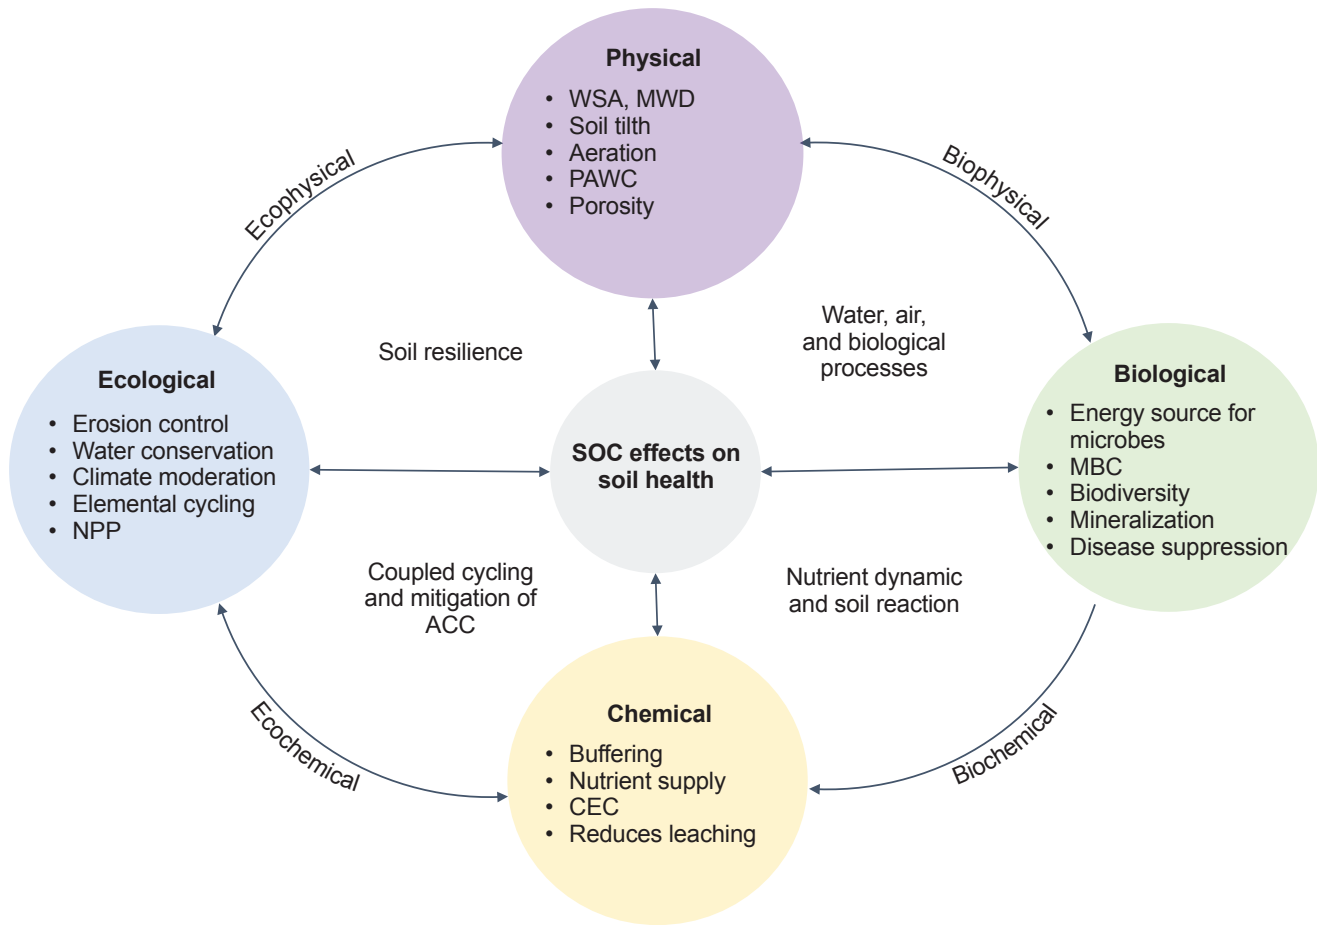 Physical
• WSA, MWD
• Soil tilth
• Aeration
• PAWC
• Porosity
Ecophysical
Biophysical
Soil resilience
Water, air,
and biological
processes
Ecological
• Erosion control
• Water conservation
• Climate moderation
• Elemental cycling
• NPP
SOC effects on
soil health
Biological
• Energy source for
microbes
• MBC
• Biodiversity
• Mineralization
• Disease suppression
Coupled cycling
and mitigation of
ACC
Nutrient dynamic
and soil reaction
Ecochemical
Biochemical
Chemical
• Buffering
• Nutrient supply
• CEC
• Reduces leaching